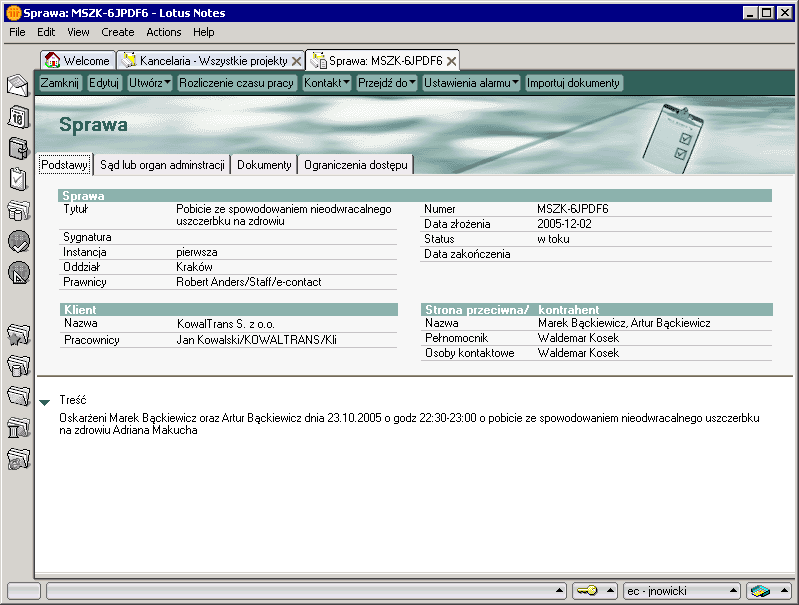 Sprawa: MSZK-6JPDF6 - Lotus Notes
File Edit View Create Actions Help
Welcome Kancelaria - Wszystkie projekty Sprawa: MSZK-6JPDF6
Zamknij Edytuj Utwórz Rozliczenie czasu pracy Kontakt Przejdź do Ustawienia alarmu Importuj dokumenty
Sprawa
Podstawy Sąd lub organ adminstracji Dokumenty Ograniczenia dostępu
Sprawa
Tytuł Pobicie ze spowodowaniem nieodwracalnego Numer MSZK-6JPDF6
uszczerbku na zdrowiu Data złożenia 2005-12-02
Sygnatura Status w toku
Instancja pierwsza Data zakończenia
Oddział Kraków
Prawnicy Robert Anders/Staff/e-contact
Klient Strona przeciwna/ kontrahent
Nazwa KowalTrans S. z o.o. Nazwa Marek Bąckiewicz, Artur Bąckiewicz
Pracownicy Jan Kowalski/KOWALTRANS/Kli Pełnomocnik Waldemar Kosek
Osoby kontaktowe Waldemar Kosek
Treść
Oskarżeni Marek Bąckiewicz oraz Artur Bąckiewicz dnia 23.10.2005 o godz 22:30-23:00 o pobicie ze spowodowaniem nieodwracalnego uszczerbku
na zdrowiu Adriana Makucha
ec - jnowicki